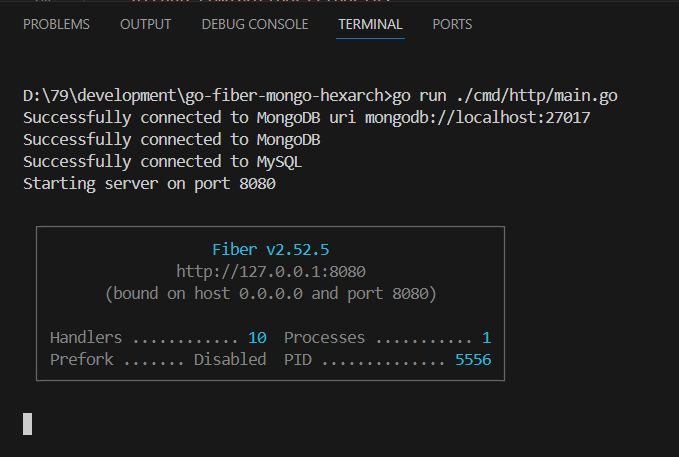 PROBLEMS OUTPUT DEBUG CONSOLE TERMINAL PORTS
D:\79\development\go-fiber-mongo-hexarch>go run ./cmd/http/main.go
Successfully connected to MongoDB uri mongodb://localhost:27017
Successfully connected to MongoDB
Successfully connected to MySQL
Starting server on port 8080
Fiber v2.52.5
http://127.0.0.1:8080
(bound on host 0.0.0.0 and port 8080)
Handlers ............ 10 Processes ........... 1
Prefork ....... Disabled PID .............. 5556